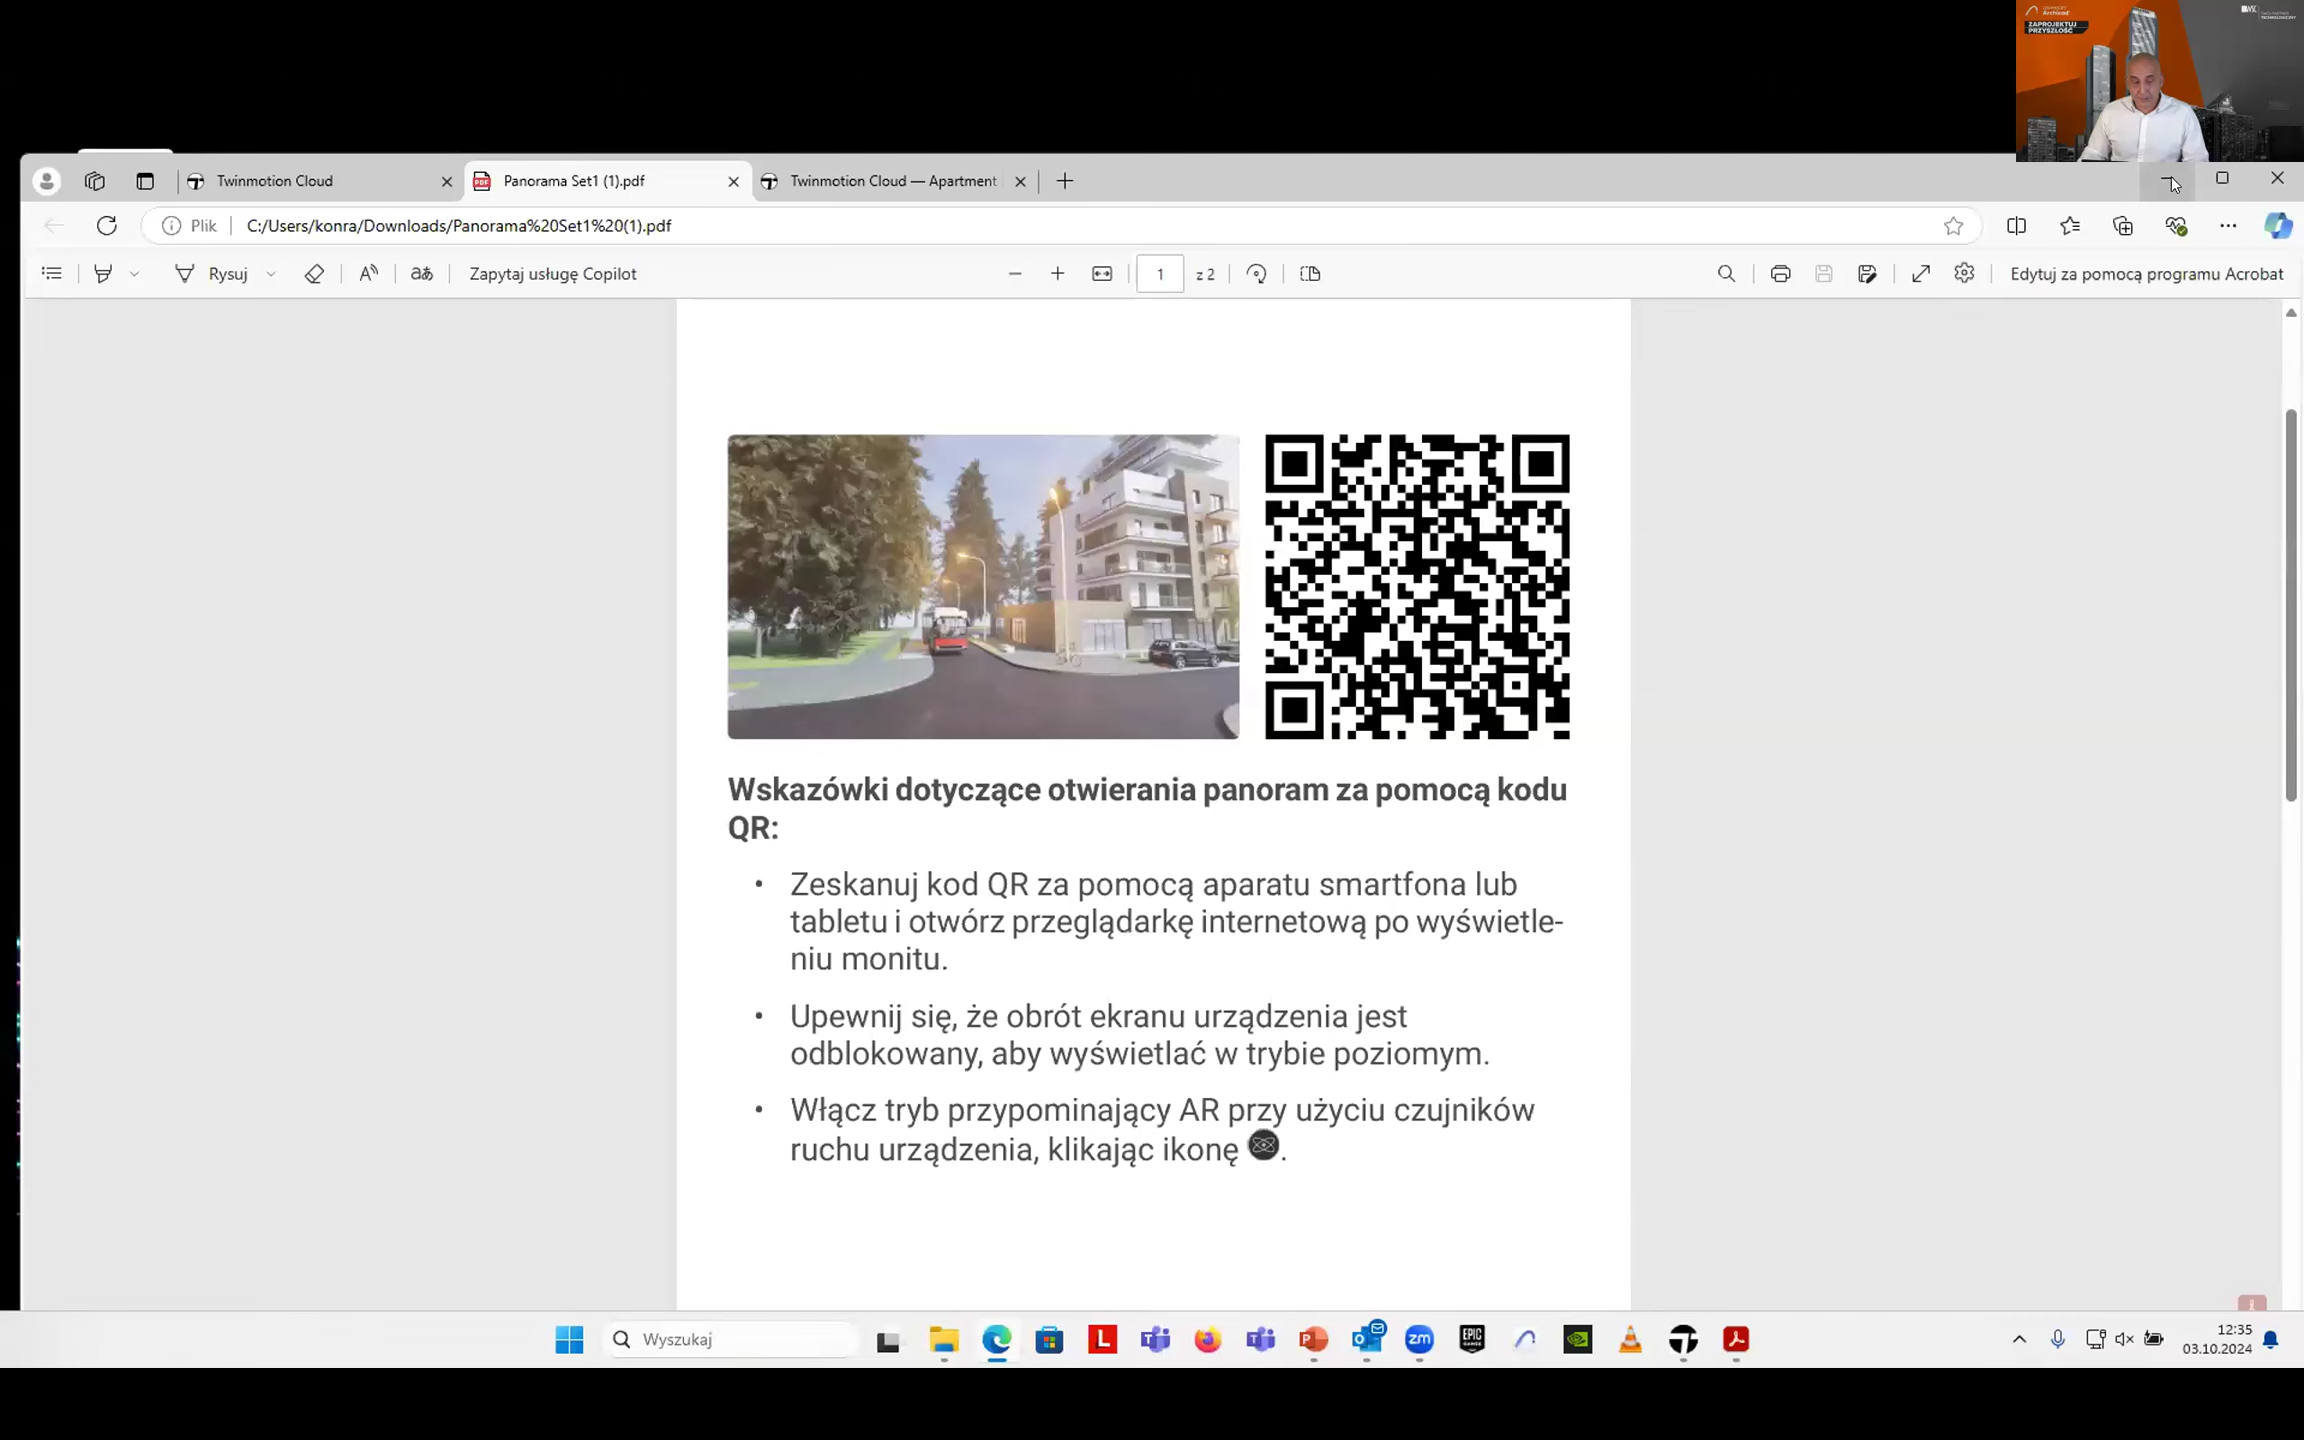 Archicad
ZAPROJEKTUJ
PRZYSZŁOŚĆ
Twinmotion Cloud
Panorama Set1 (1).pdf
Twinmotion Cloud — Apartment
Plik
C:/Users/konra/Downloads/Panorama%20Set1%20(1).pdf
Rysuj
Zapytaj usługę Copilot
1 z 2
Edytuj za pomocą programu Acrobat
Wskazówki dotyczące otwierania panoram za pomocą kodu
QR:
• Zeskanuj kod QR za pomocą aparatu smartfona lub
tabletu i otwórz przeglądarkę internetową po wyświetle-
niu monitu.
• Upewnij się, że obrót ekranu urządzenia jest
odblokowany, aby wyświetlać w trybie poziomym.
• Włącz tryb przypominający AR przy użyciu czujników
ruchu urządzenia, klikając ikonę .
Wyszukaj
12:35
03.10.2024